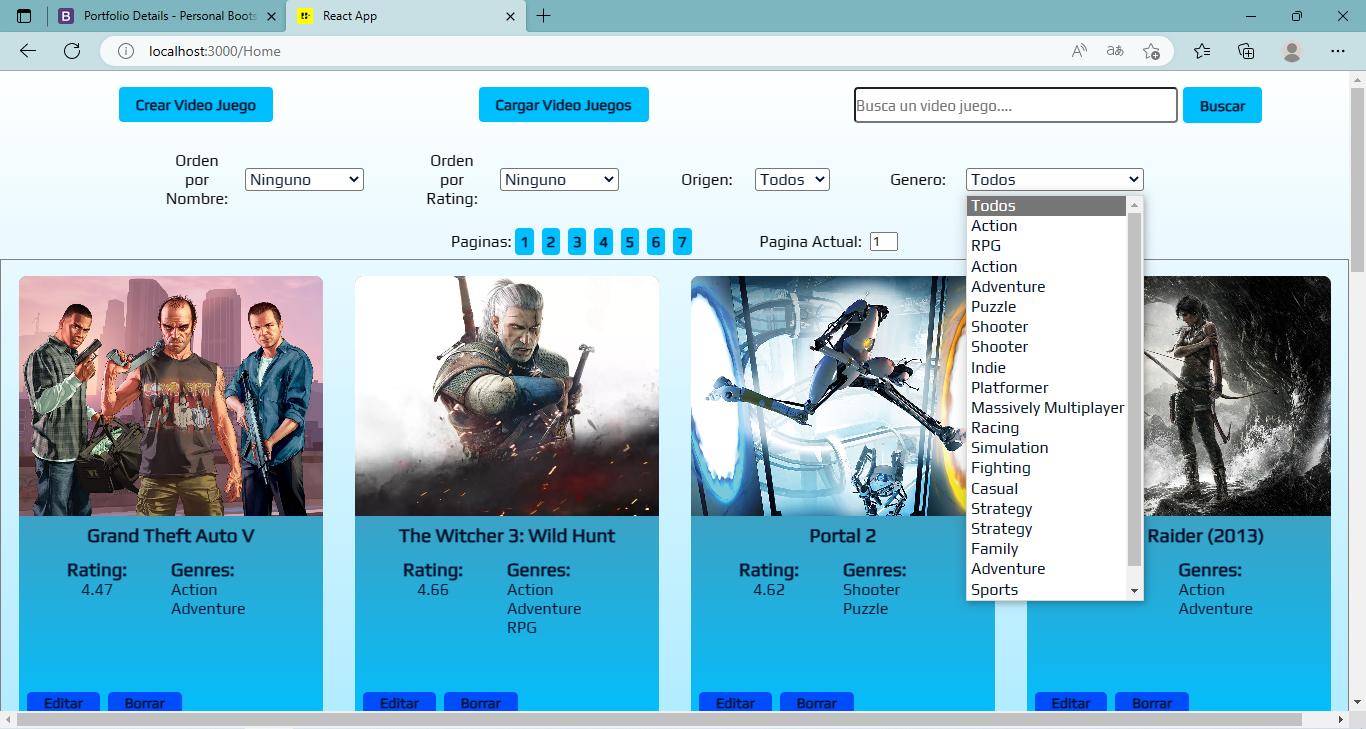 Portfolio Details - Personal Boots
React App
localhost:3000/Home
Crear Video Juego
Cargar Video Juegos
Busca un video juego....
Buscar
Orden
por
Nombre:
Ninguno
Orden
por
Rating:
Ninguno
Origen:
Todos
Genero:
Todos
Todos
Action
RPG
Action
Adventure
Puzzle
Shooter
Shooter
Indie
Platformer
Massively Multiplayer
Racing
Simulation
Fighting
Casual
Strategy
Strategy
Family
Adventure
Sports
Paginas: 1 2 3 4 5 6 7
Pagina Actual: 1
Grand Theft Auto V
Rating:
4.47
Genres:
Action
Adventure
Editar
Borrar
The Witcher 3: Wild Hunt
Rating:
4.66
Genres:
Action
Adventure
RPG
Editar
Borrar
Portal 2
Rating:
4.62
Genres:
Shooter
Puzzle
Editar
Borrar
Raider (2013)
Genres:
Action
Adventure
Editar
Borrar